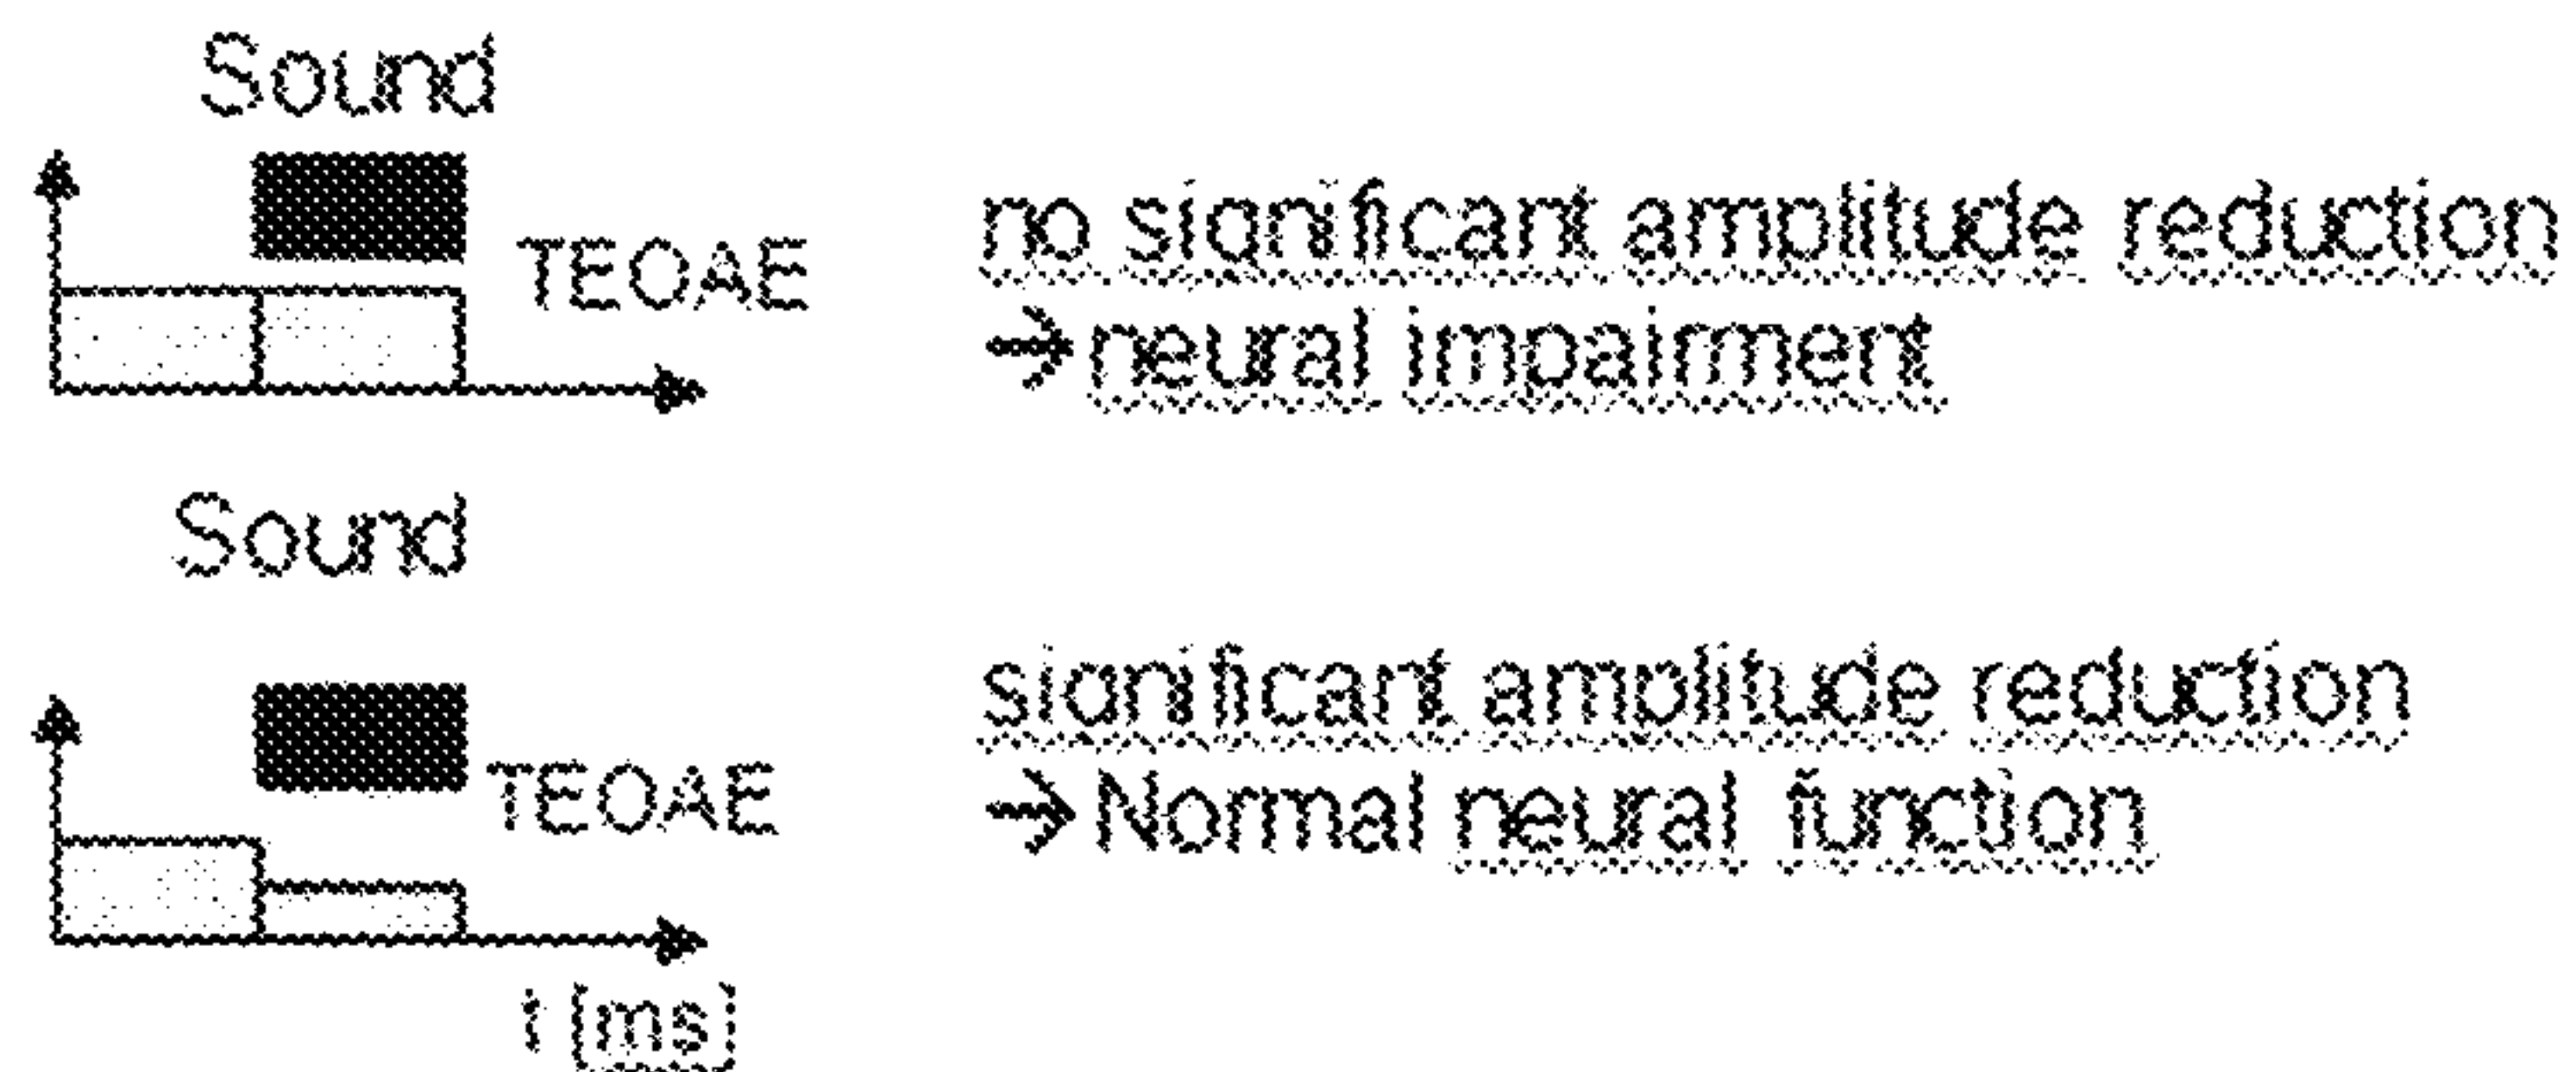 Sound
TEOAE
no significant amplitude reduction
→ neural impairment
Sound
TEOAE
significant amplitude reduction
→ Normal neural function
t [ms]